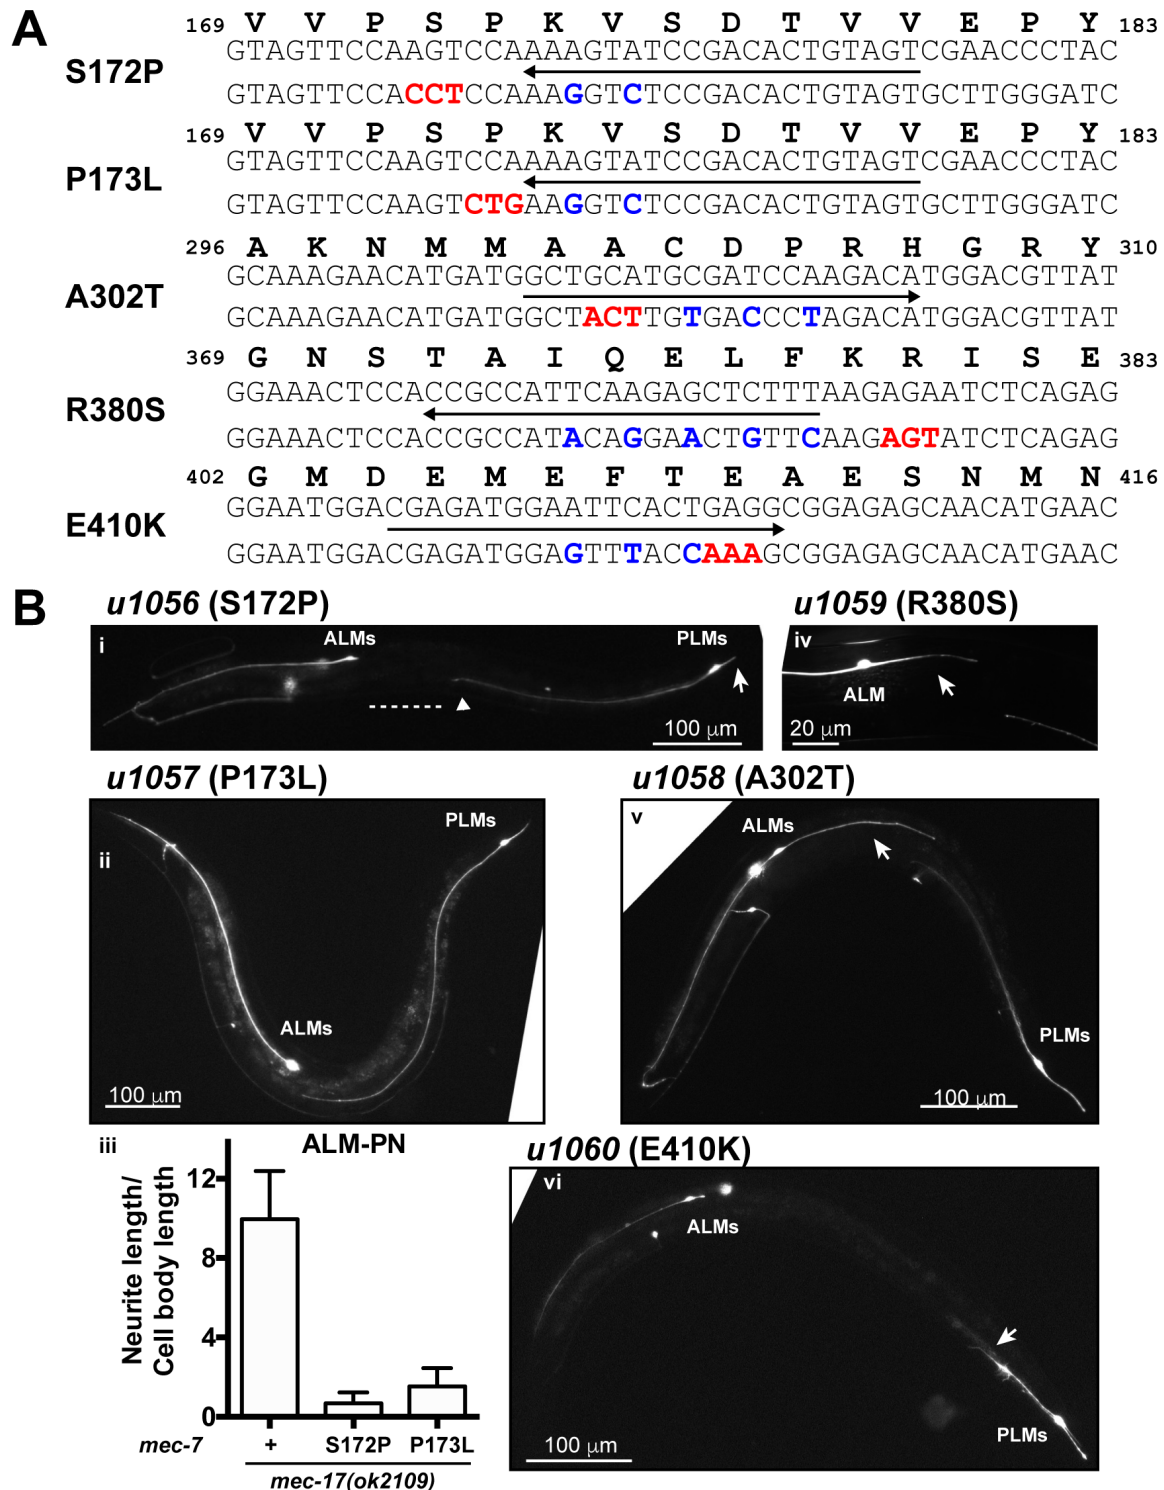 A
169 V V P S P K V S D T V V E P Y 183
GTAGTTCCAAGTCCAAAAGTATCCGACACTGTAGTCGAACCCTAC
S172P
GTAGTTCCACCTCCAAAGGTCTCCGACACTGTAGTGCTTGGGATC
169 V V P S P K V S D T V V E P Y 183
GTAGTTCCAAGTCCAAAAGTATCCGACACTGTAGTCGAACCCTAC
P173L
GTAGTTCCAAGTCTGAAGGTCTCCGACACTGTAGTGCTTGGGATC
296 A K N M M A A C D P R H G R Y 310
GCAAAGAACATGATGGCTGCATGCGATCCAAGACATGGACGTTAT
A302T
GCAAAGAACATGATGGCTACTTGTGACCCTAGACATGGACGTTAT
369 G N S T A I Q E L F K R I S E 383
GGAAACTCCACCGCCATTCAAGAGCTCTTTAAGAGAATCTCAGAG
R380S
GGAAACTCCACCGCCATACAGGAACTGTTCAAGAGTATCTCAGAG
402 G M D E M E F T E A E S N M N 416
GGAATGGACGAGATGGAATTCACTGAGGCGGAGAGCAACATGAAC
E410K
GGAATGGACGAGATGGAGTTTACCAAAGCGGAGAGCAACATGAAC
B
u1056 (S172P)
i
ALMs
PLMs
100 μm
u1059 (R380S)
iv
ALM
20 μm
u1057 (P173L)
ii
PLMs
ALMs
100 μm
u1058 (A302T)
v
ALMs
PLMs
100 μm
iii
ALM-PN
Neurite length/
Cell body length
12
8
4
0
mec-7 + S172P P173L
mec-17(ok2109)
u1060 (E410K)
vi
ALMs
PLMs
100 μm